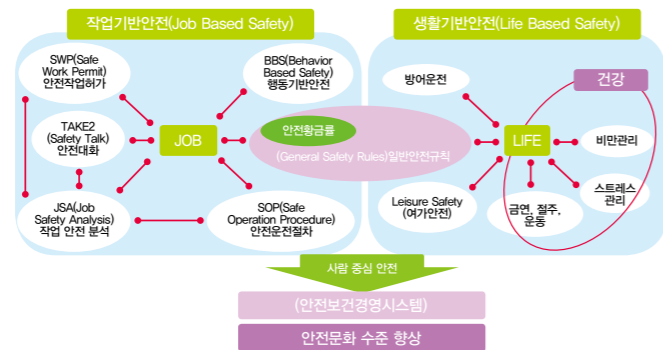 작업기반안전(Job Based Safety)
생활기반안전(Life Based Safety)
SWP(Safe
Work Permit)
안전작업허가
BBS(Behavior
Based Safety)
행동기반안전
TAKE2
(Safety Talk)
안전대화
JOB
JSA(Job
Safety Analysis)
작업 안전 분석
SOP(Safe
Operation Procedure)
안전운전절차
안전황금률
(General Safety Rules)일반안전규칙
방어운전
건강
LIFE
비만관리
Leisure Safety
(여가안전)
금연, 절주,
운동
스트레스
관리
사람 중심 안전
(안전보건경영시스템)
안전문화 수준 향상